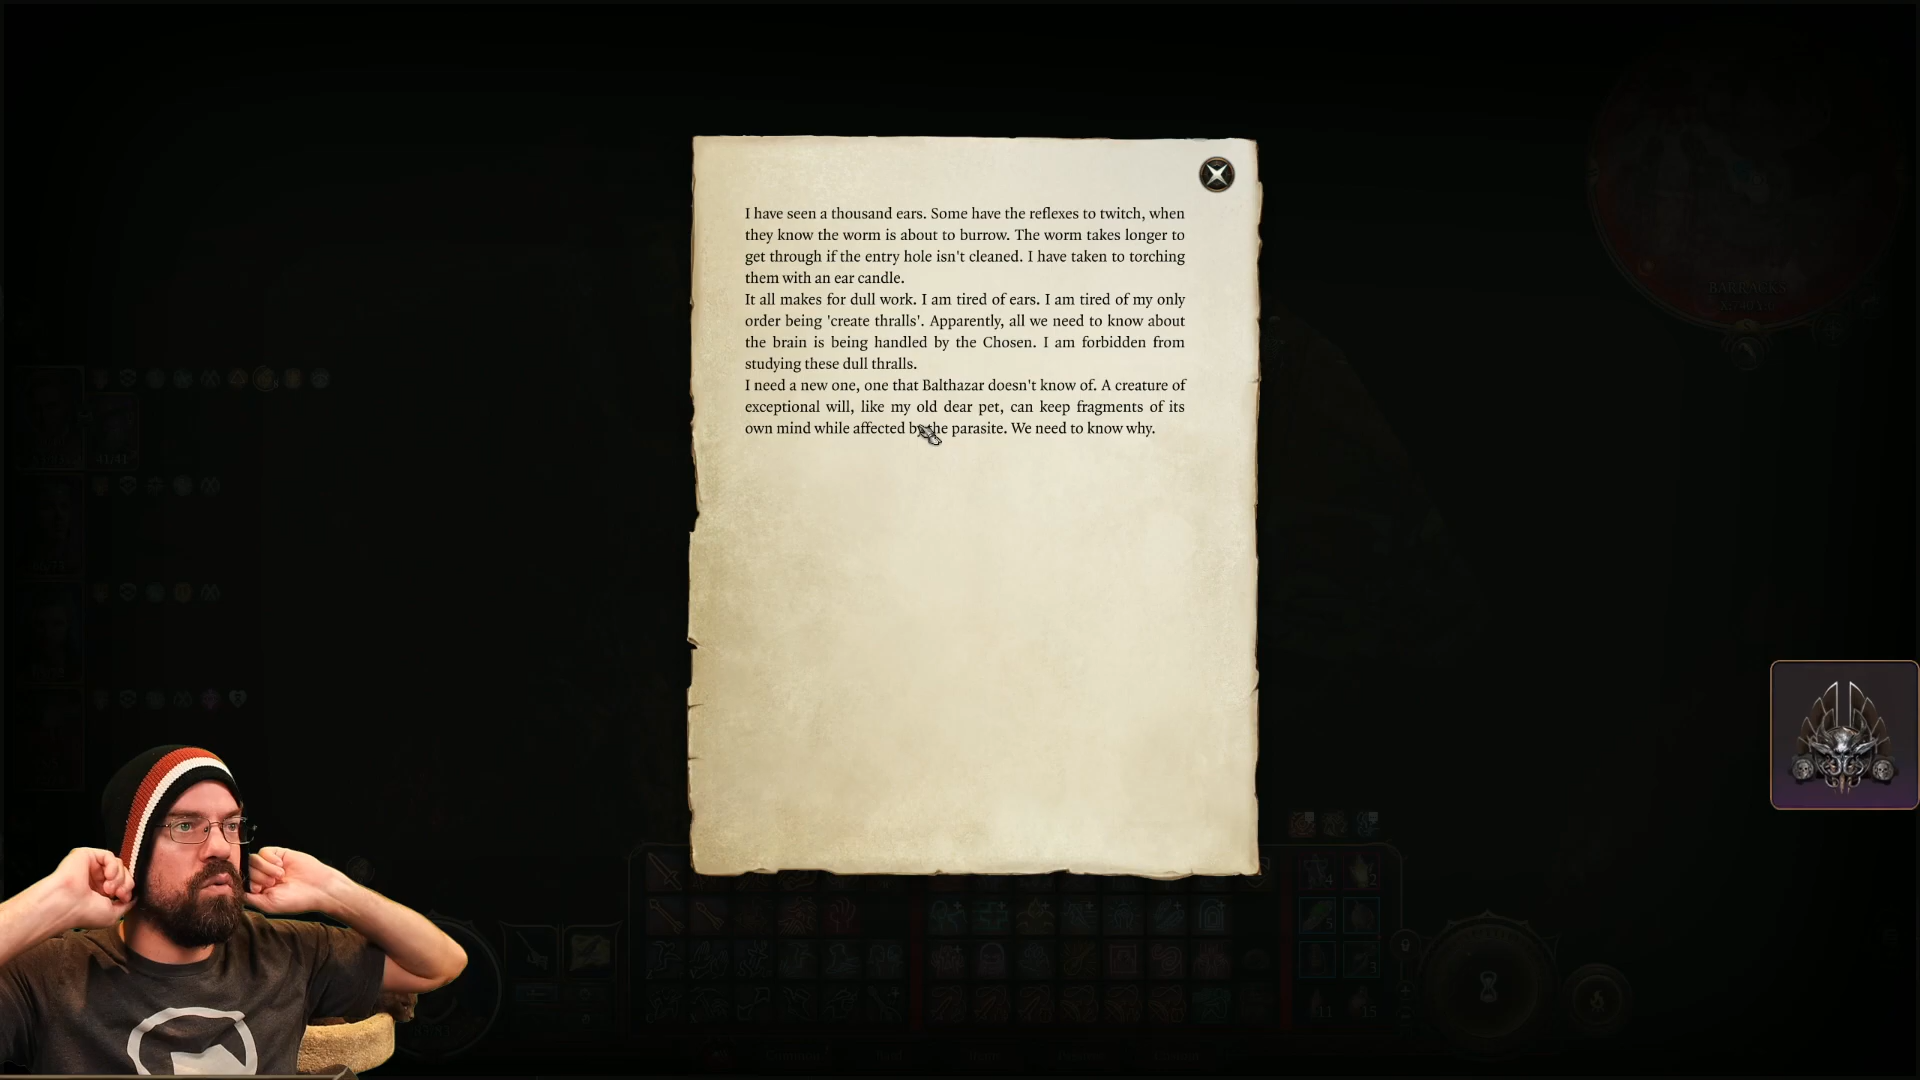 I have seen a thousand ears. Some have the reflexes to twitch, when
they know the worm is about to burrow. The worm takes longer to
get through if the entry hole isn't cleaned. I have taken to torching
them with an ear candle.
It all makes for dull work. I am tired of ears. I am tired of my only
order being 'create thralls'. Apparently, all we need to know about
the brain is being handled by the Chosen. I am forbidden from
studying these dull thralls.
I need a new one, one that Balthazar doesn't know of. A creature of
exceptional will, like my old dear pet, can keep fragments of its
own mind while affected by the parasite. We need to know why.
BARRACKS
41/41
11
15